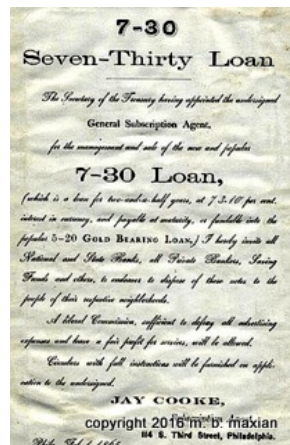 7-30
Seven-Thirty Loan
The Secretary of the Treasury having appointed the undersigned
General Subscription Agent,
for the management and sale of the new and popular
7-30 Loan,
(which is a loan for two-and-a-half years, at 7 3-10 per cent.
interest in currency, and payable at maturity, or fundable into the
popular 5-20 GOLD BEARING LOAN,) I hereby invite all
National and State Banks, all Private Bankers, Saving
Funds and others, to endeavor to dispose of these notes to the
people of their respective neighborhoods.
A liberal Commission, sufficient to defray all advertising
expenses and have a fair profit for services, will be allowed.
Circulars with full instructions will be furnished on appli-
cation to the undersigned.
JAY COOKE,
Subscription Agent,
copyright 2016 m. b. maxian
114 S. Third Street, Philadelphia.